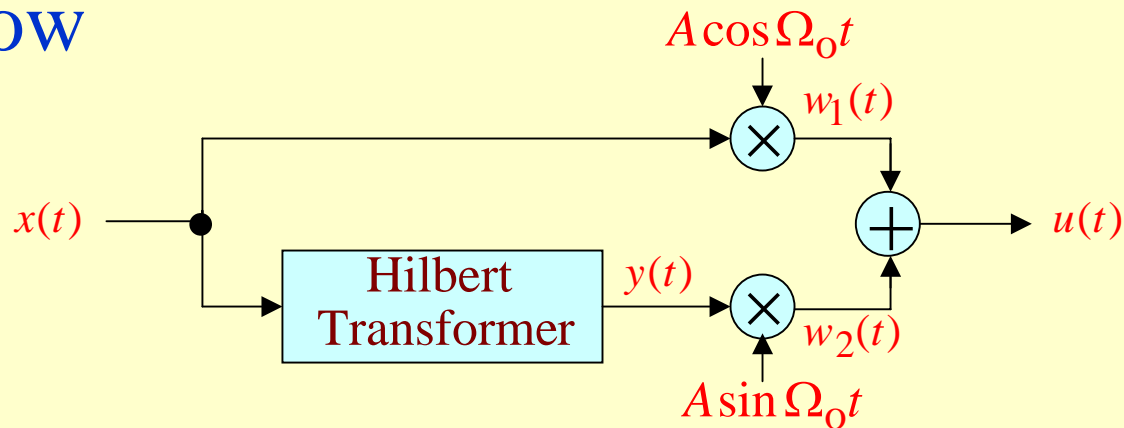 ow
A cos Ωₒt
w₁(t)
×
x(t)
+
u(t)
Hilbert
Transformer
y(t)
×
w₂(t)
A sin Ωₒt